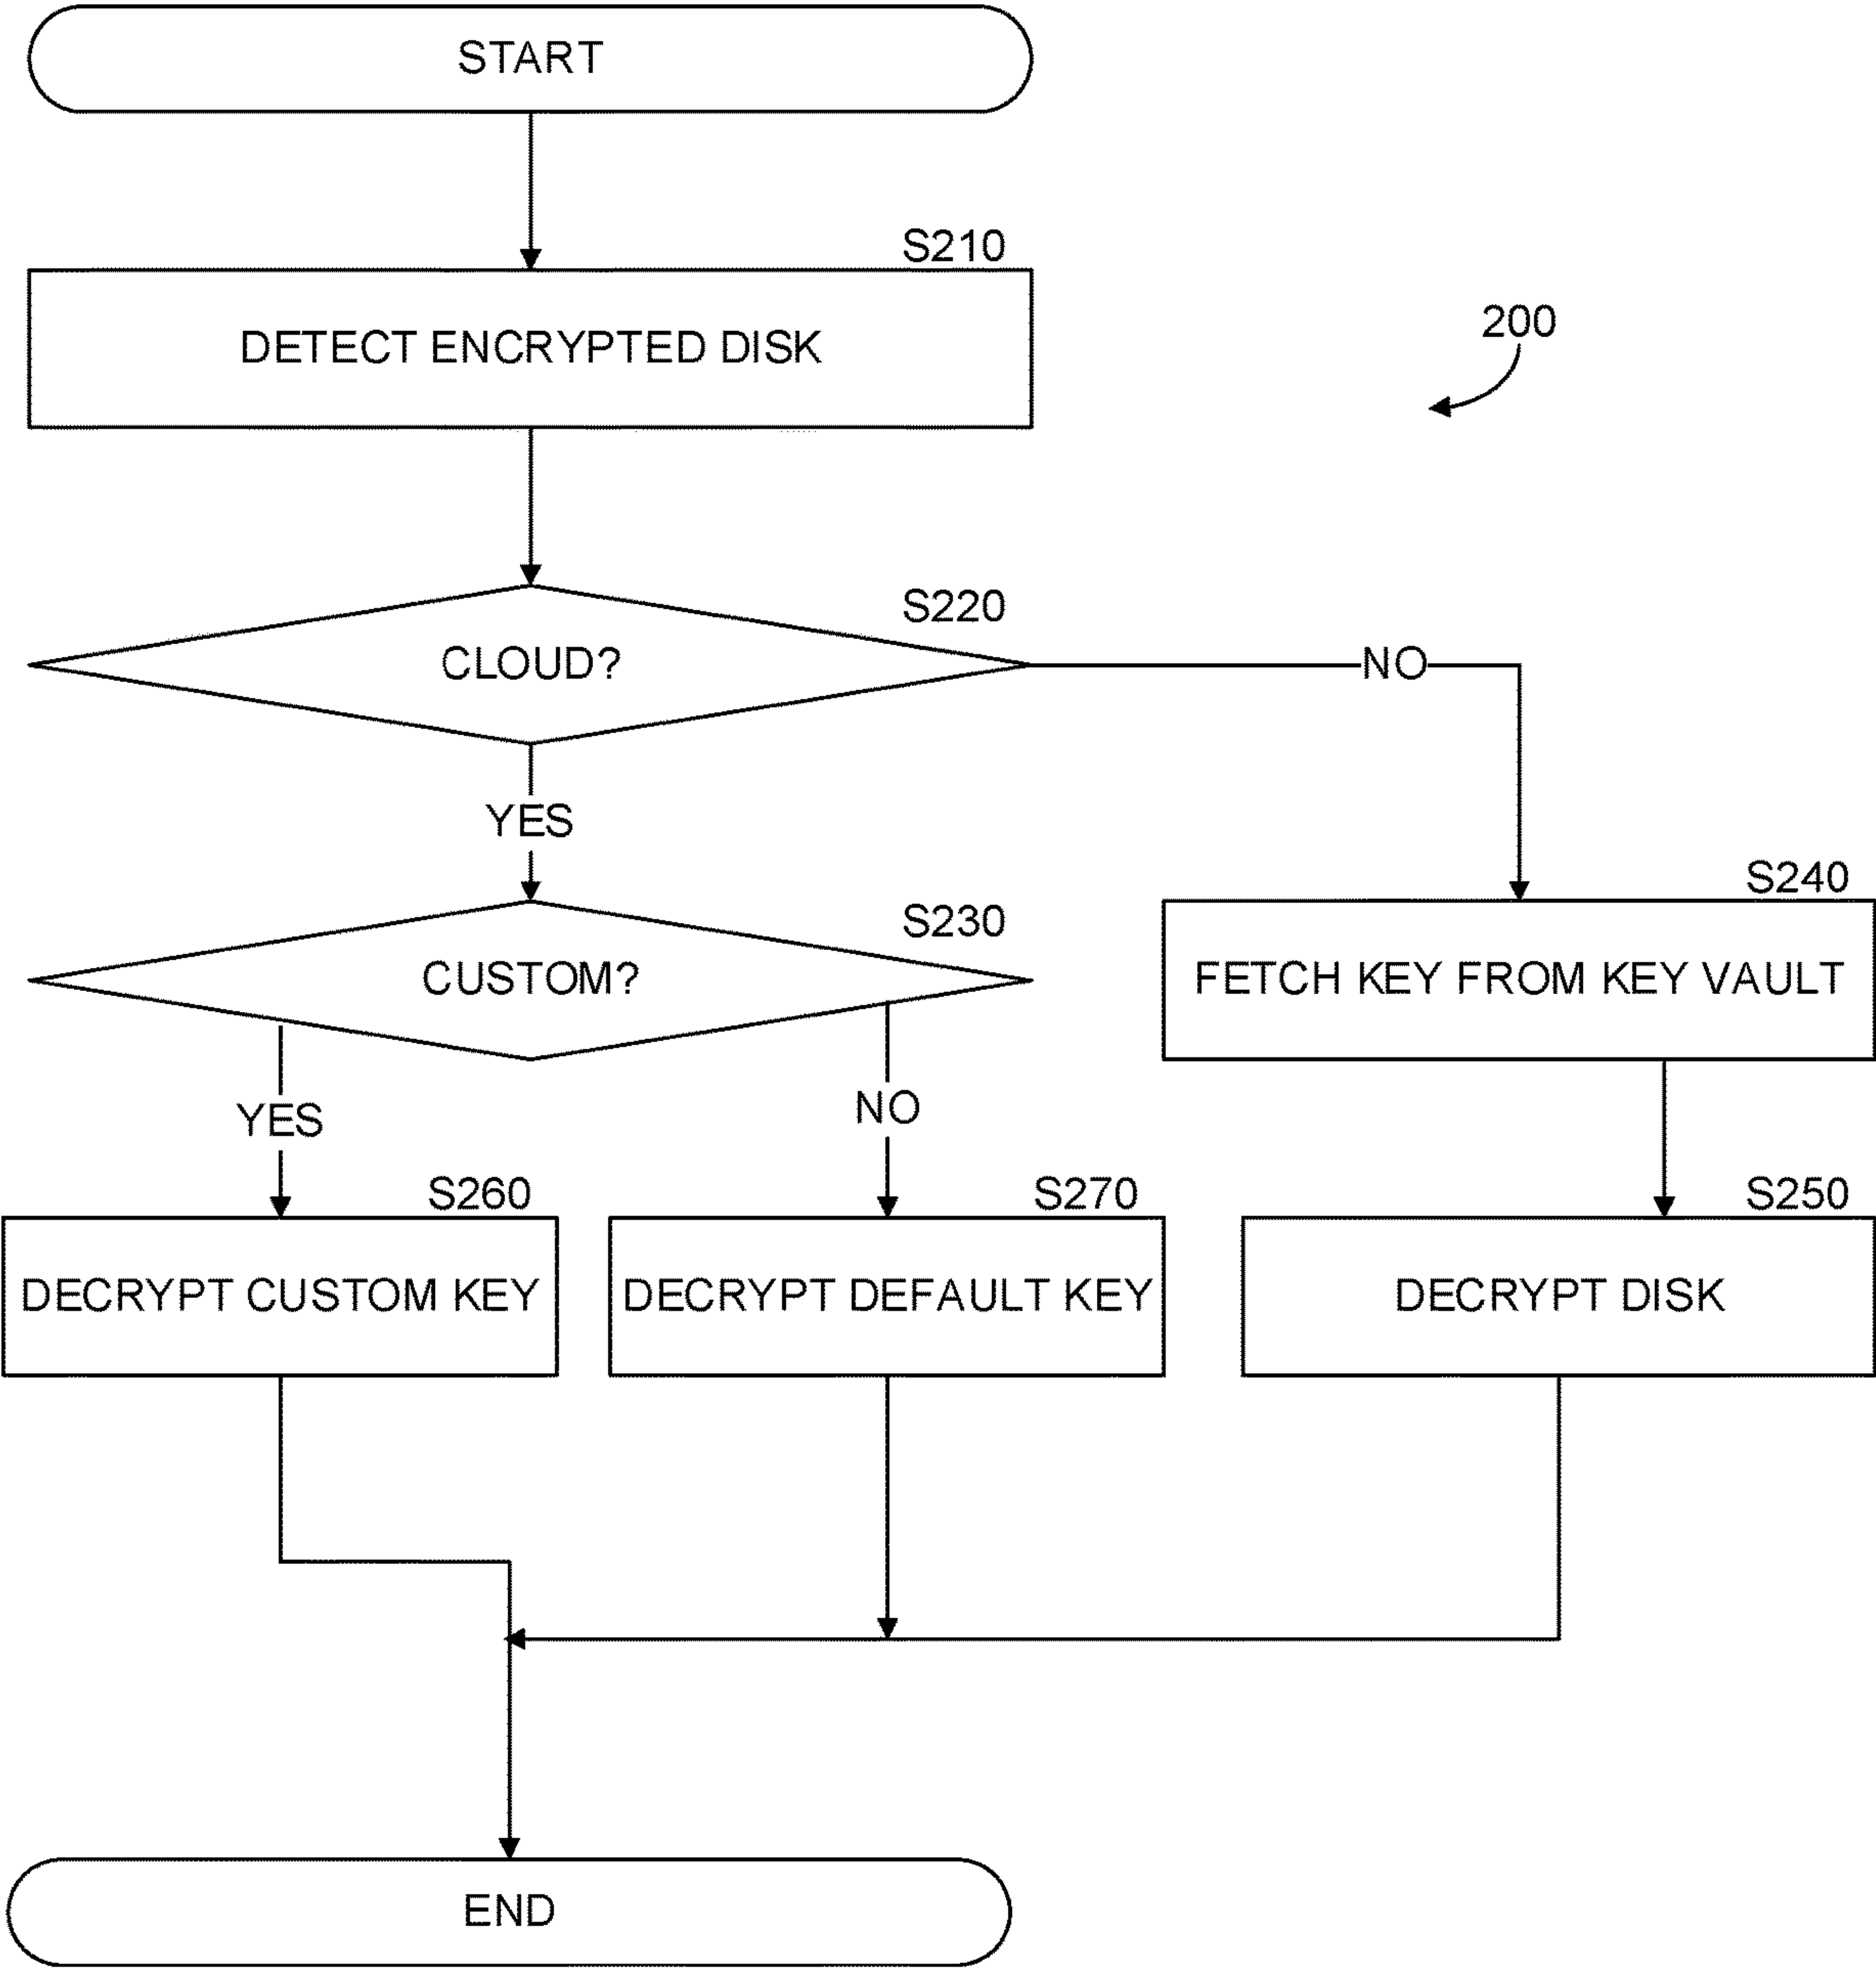 START
S210
DETECT ENCRYPTED DISK
200
S220
CLOUD?
NO
YES
S230
CUSTOM?
S240
FETCH KEY FROM KEY VAULT
YES
NO
S260
DECRYPT CUSTOM KEY
S270
DECRYPT DEFAULT KEY
S250
DECRYPT DISK
END